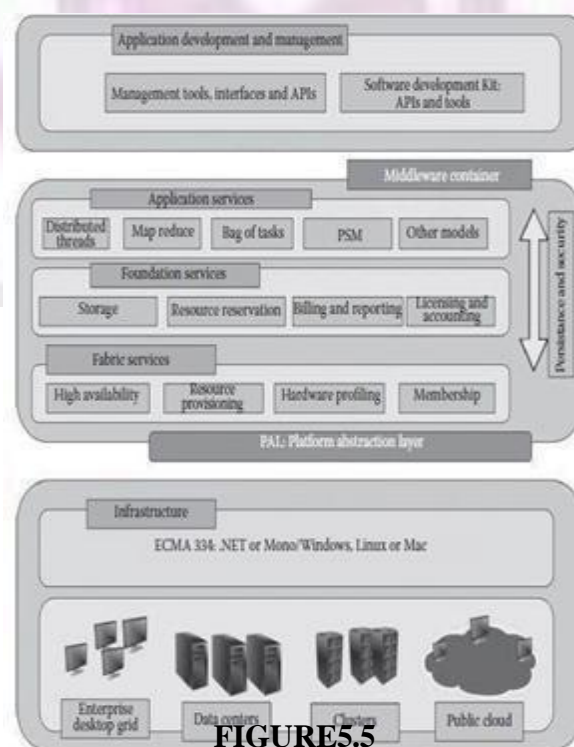 Application development and management
Management tools, interfaces and APIs
Software development Kit:
APIs and tools
Middleware container
Application services
Distributed
threads
Map reduce
Bag of tasks
PSM
Other models
Foundation services
Storage
Resource reservation
Billing and reporting
Licensing and
accounting
Fabric services
High availability
Resource
provisioning
Hardware profiling
Membership
Persistance and security
PAL: Platform abstraction layer
Infrastructure
ECMA 334: .NET or Mono/Windows, Linux or Mac
Enterprise
desktop grid
Data centers
Clusters
Public cloud
FIGURE5.5